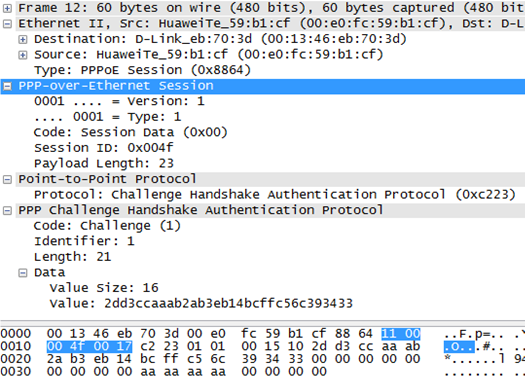 Frame 12: 60 bytes on wire (480 bits), 60 bytes captured (480 bit
Ethernet II, Src: HuaweiTe_59:b1:cf (00:e0:fc:59:b1:cf), Dst: D-L
Destination: D-Link_eb:70:3d (00:13:46:eb:70:3d)
Source: HuaweiTe_59:b1:cf (00:e0:fc:59:b1:cf)
Type: PPPoE Session (0x8864)
PPP-over-Ethernet Session
0001 .... = Version: 1
.... 0001 = Type: 1
Code: Session Data (0x00)
Session ID: 0x004f
Payload Length: 23
Point-to-Point Protocol
Protocol: Challenge Handshake Authentication Protocol (0xc223)
PPP Challenge Handshake Authentication Protocol
Code: Challenge (1)
Identifier: 1
Length: 21
Data
Value Size: 16
Value: 2dd3ccaaab2ab3eb14bcffc56c393433
0000 00 13 46 eb 70 3d 00 e0 fc 59 b1 cf 88 64 11 00 ..F.p=.. .Y
0010 00 4f 00 17 c2 23 01 01 00 15 10 2d d3 cc aa ab .O...#.. ...
0020 2a b3 eb 14 bc ff c5 6c 39 34 33 00 00 00 00 00 *......l 94
0030 00 00 00 00 aa aa aa aa 00 00 00 00 ........ ...